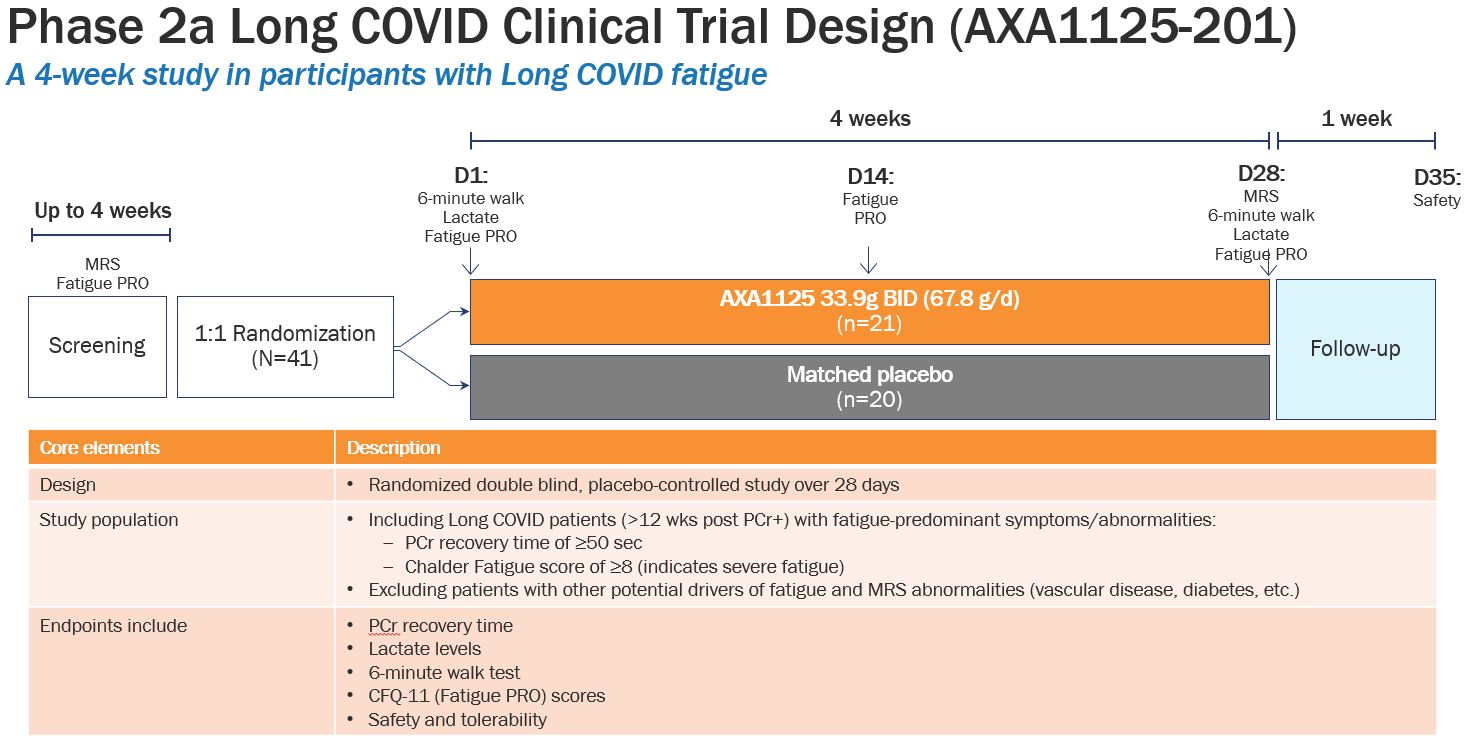 Phase 2a Long COVID Clinical Trial Design (AXA1125-201)
A 4-week study in participants with Long COVID fatigue
4 weeks
1 week
Up to 4 weeks
MRS
Fatigue PRO
D1:
6-minute walk
Lactate
Fatigue PRO
D14:
Fatigue
PRO
D28:
MRS
6-minute walk
Lactate
Fatigue PRO
D35:
Safety
Screening
1:1 Randomization
(N=41)
AXA1125 33.9g BID (67.8 g/d)
(n=21)
Matched placebo
(n=20)
Follow-up
Core elements
Description
Design
• Randomized double blind, placebo-controlled study over 28 days
Study population
• Including Long COVID patients (>12 wks post PCr+) with fatigue-predominant symptoms/abnormalities:
– PCr recovery time of ≥50 sec
– Chalder Fatigue score of ≥8 (indicates severe fatigue)
• Excluding patients with other potential drivers of fatigue and MRS abnormalities (vascular disease, diabetes, etc.)
Endpoints include
• PCr recovery time
• Lactate levels
• 6-minute walk test
• CFQ-11 (Fatigue PRO) scores
• Safety and tolerability